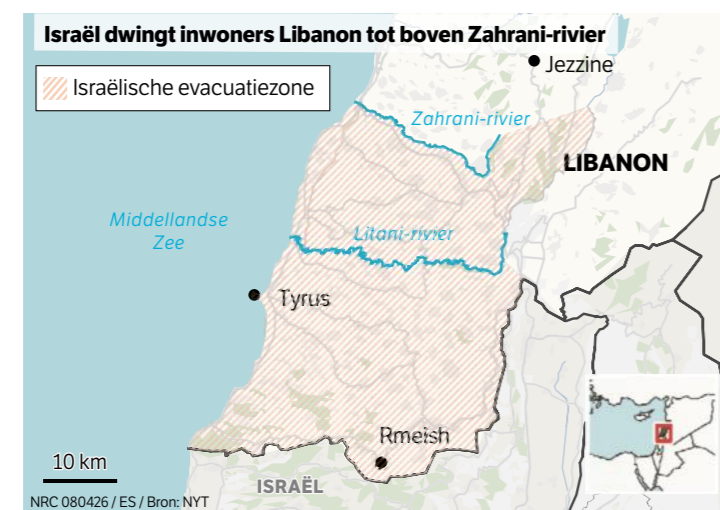 Israël dwingt inwoners Libanon tot boven Zahrani-rivier
Israëlische evacuatiezone
Jezzine
Zahrani-rivier
LIBANON
Middellandse
Zee
Litani-rivier
Tyrus
Rmeish
10 km
ISRAËL
NRC 080426 / ES / Bron: NYT